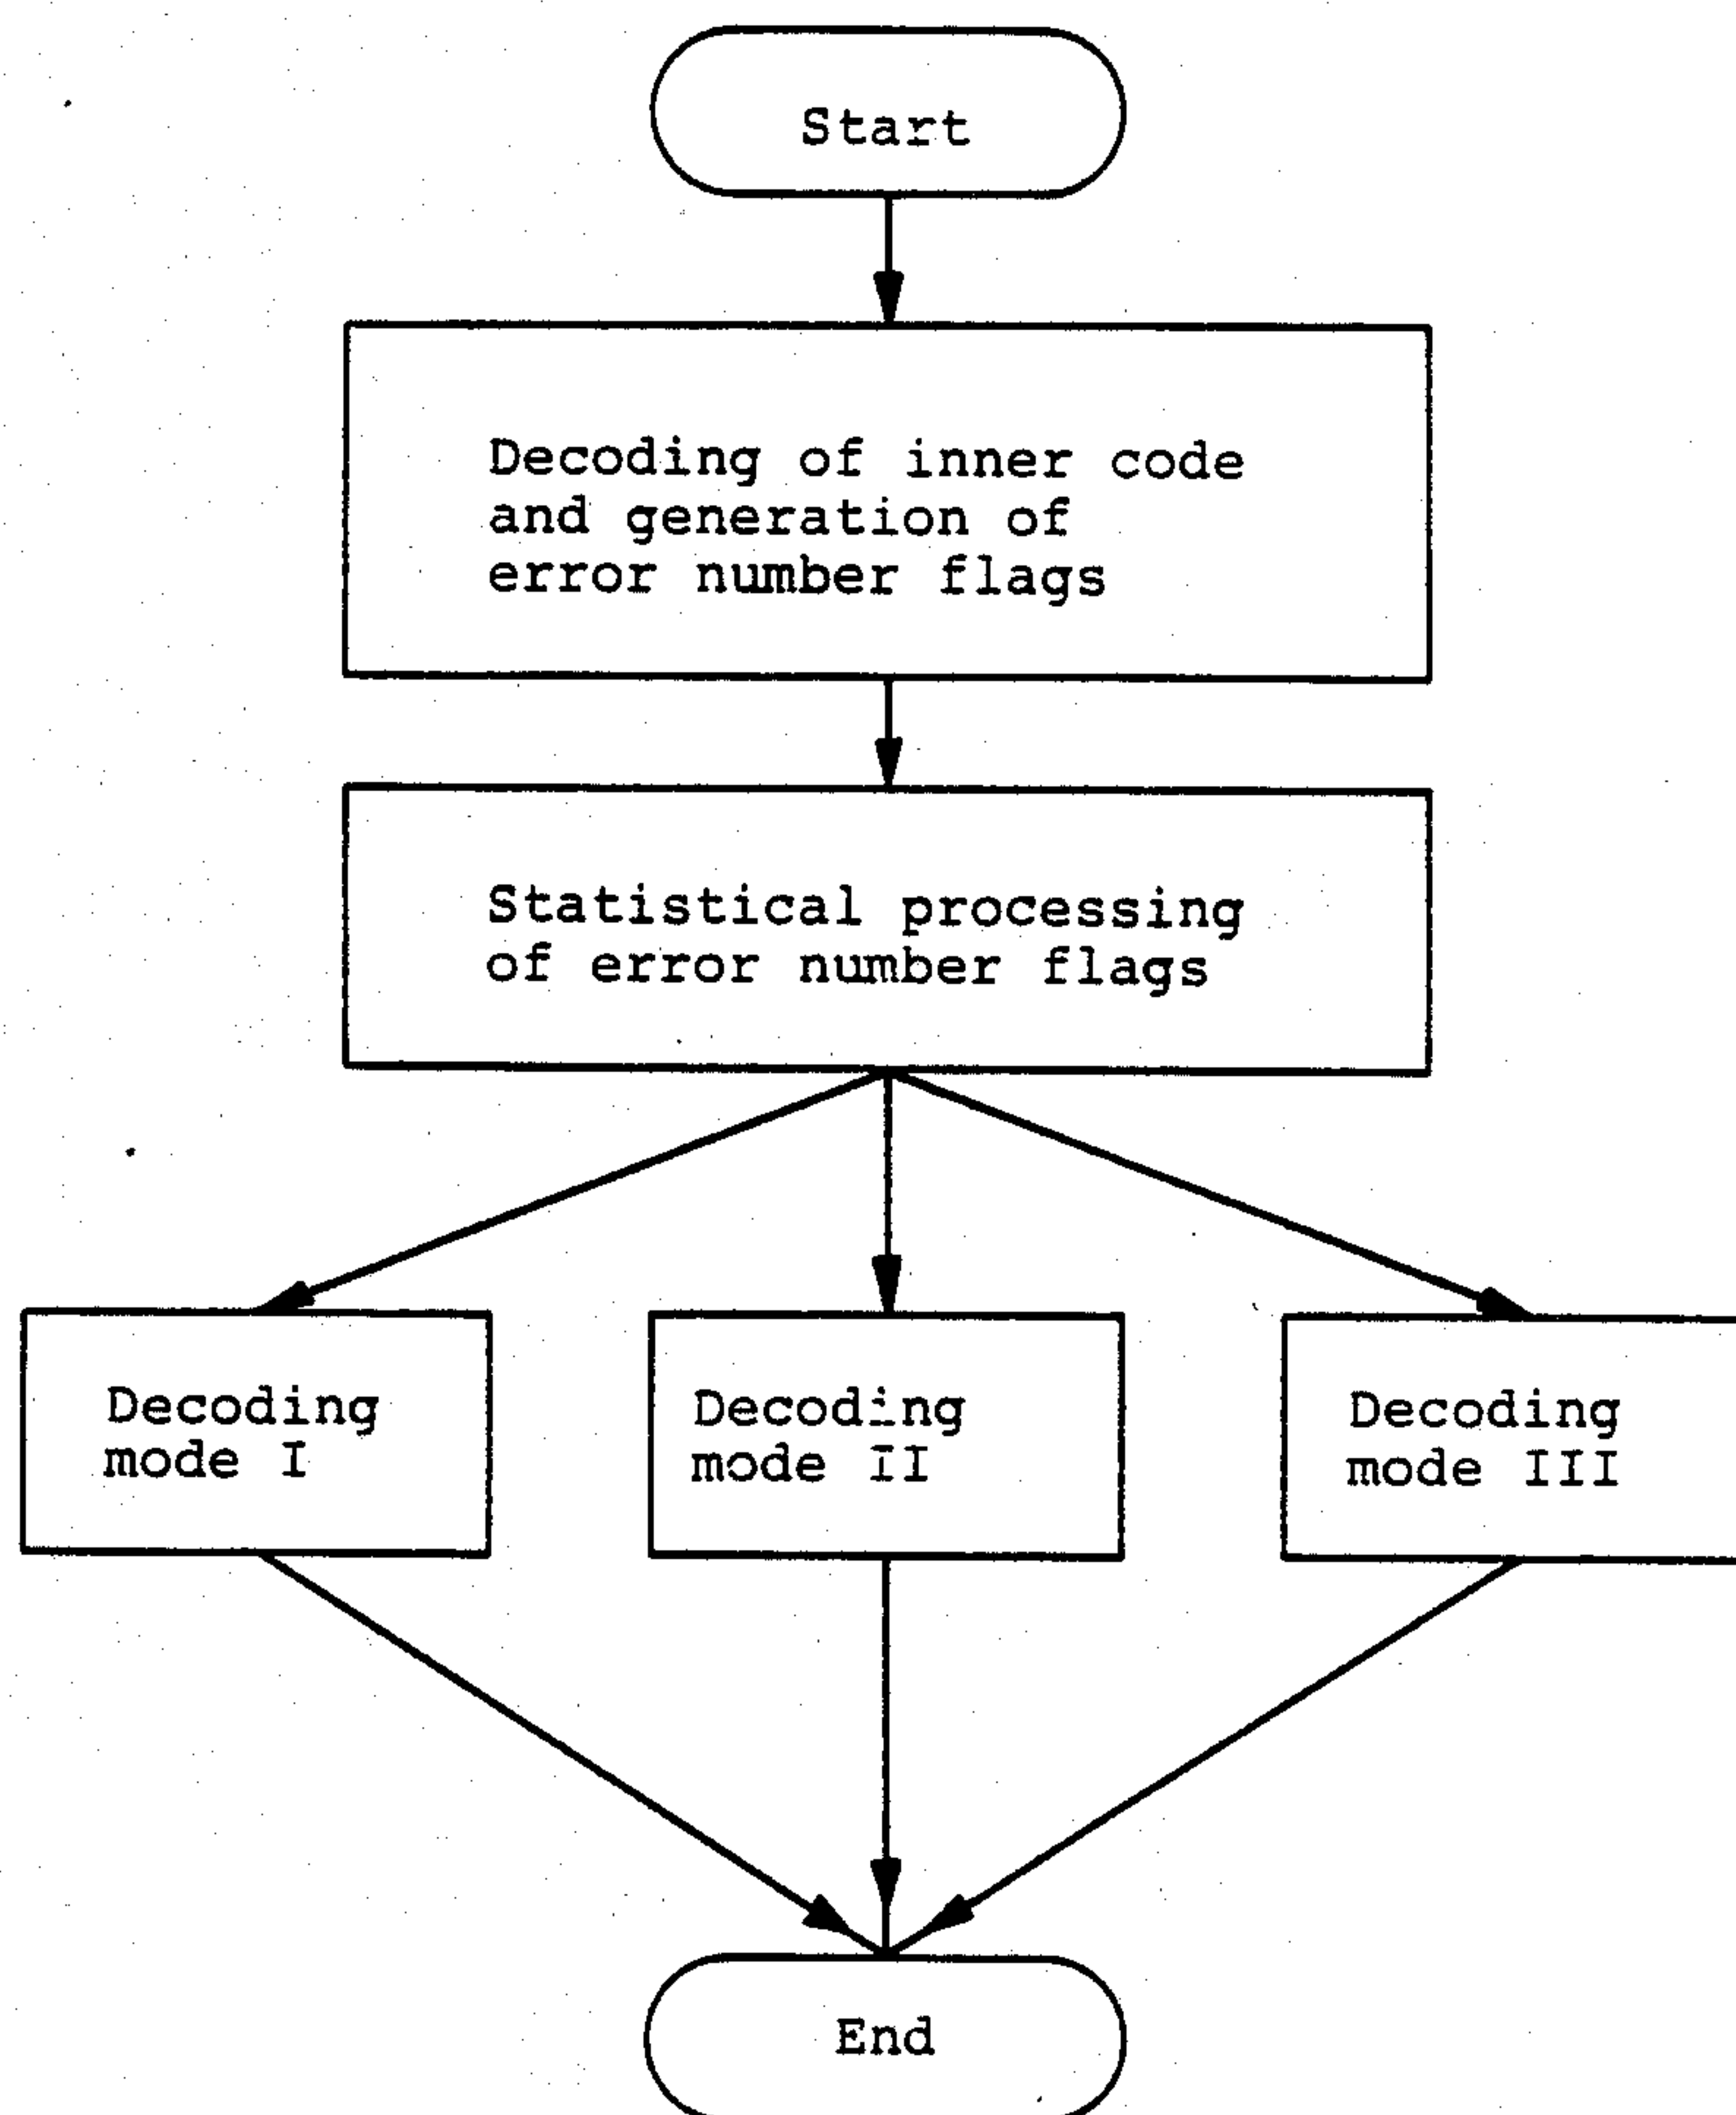 Start
Decoding of inner code
and generation of
error number flags
Statistical processing
of error number flags
Decoding
mode I
Decoding
mode II
Decoding
mode III
End